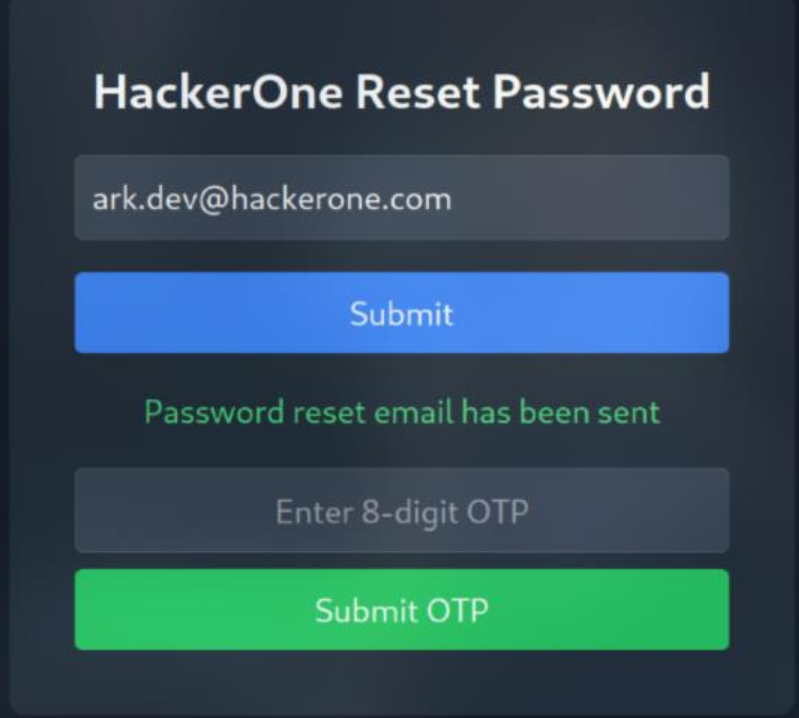 HackerOne Reset Password
ark.dev@hackerone.com
Submit
Password reset email has been sent
Enter 8-digit OTP
Submit OTP